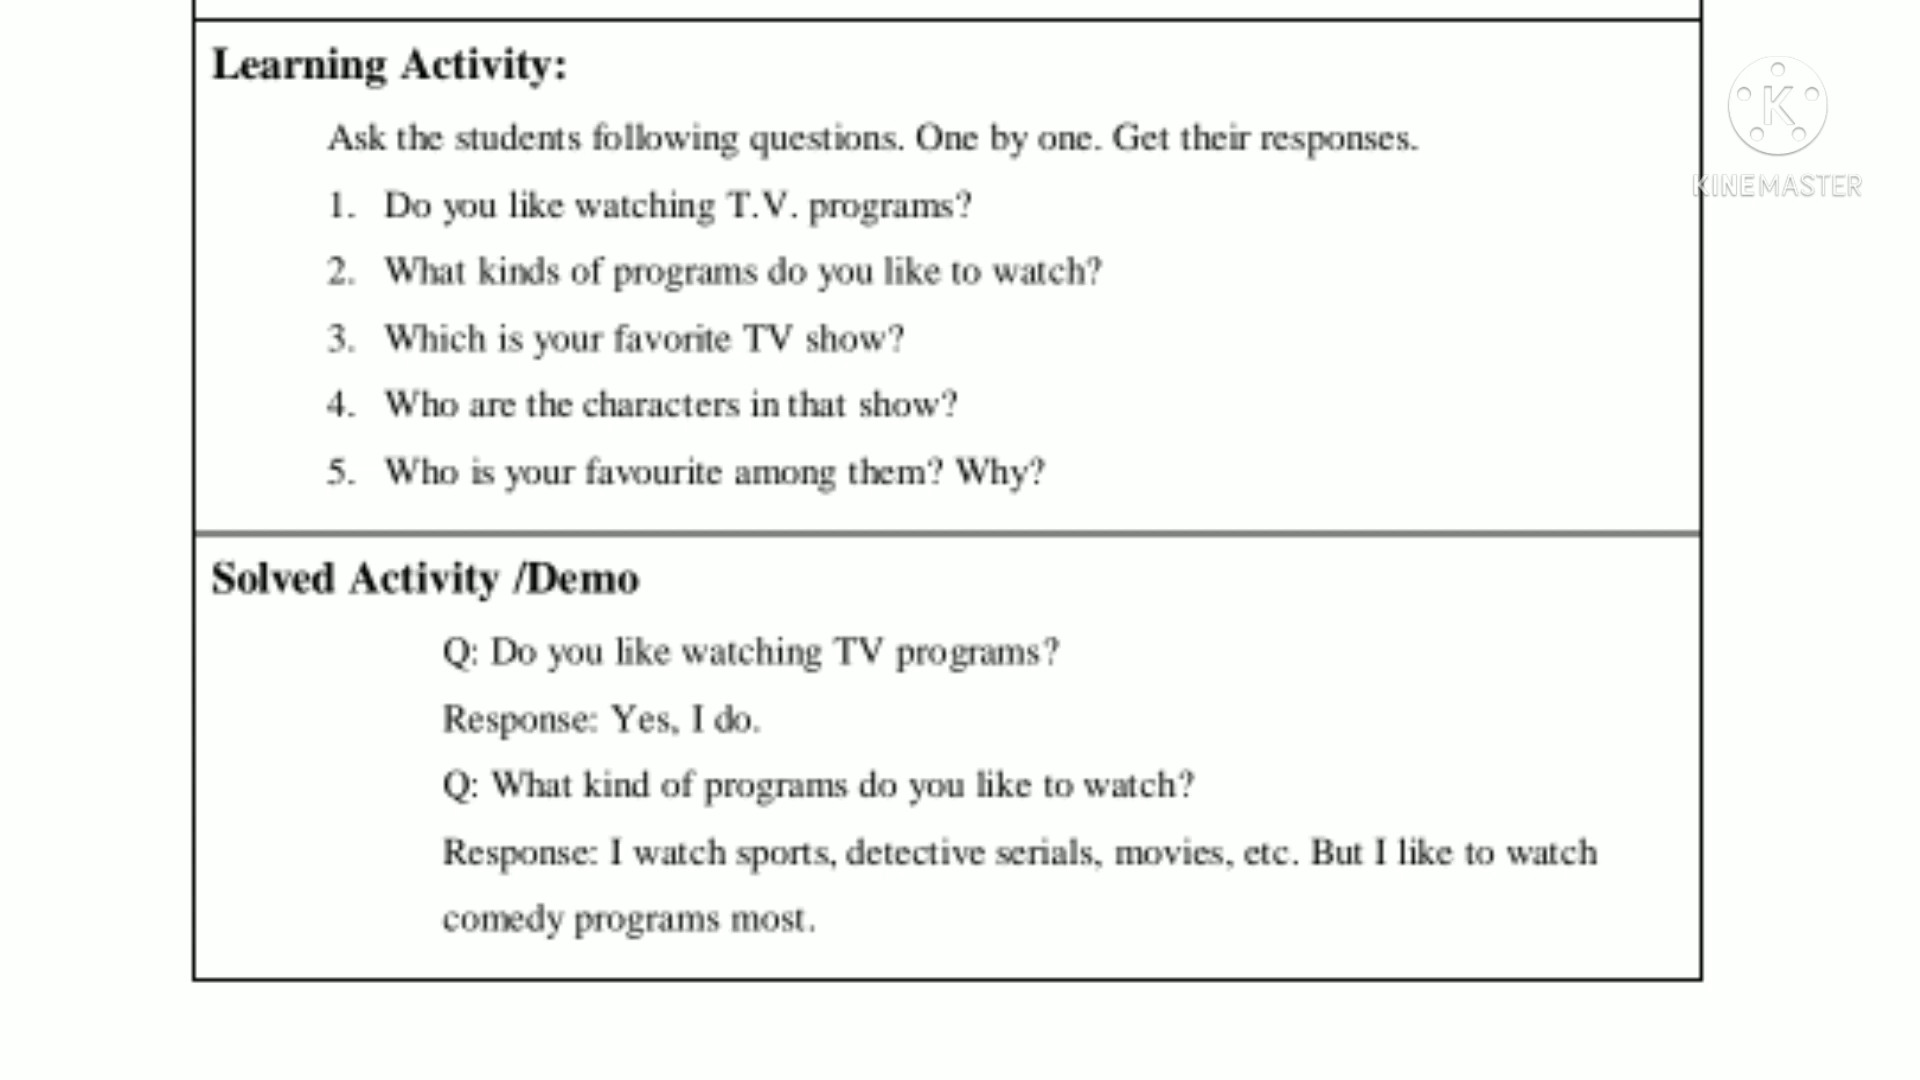 Learning Activity:
Ask the students following questions. One by one. Get their responses.
1. Do you like watching T.V. programs?
2. What kinds of programs do you like to watch?
3. Which is your favorite TV show?
4. Who are the characters in that show?
5. Who is your favourite among them? Why?
Solved Activity /Demo
Q: Do you like watching TV programs?
Response: Yes, I do.
Q: What kind of programs do you like to watch?
Response: I watch sports, detective serials, movies, etc. But I like to watch
comedy programs most.
K
KINEMASTER